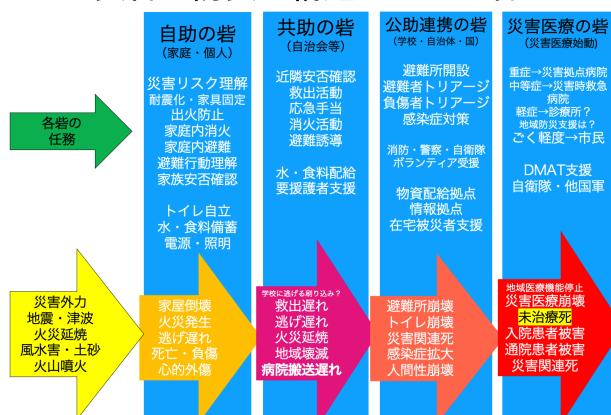 自助の砦
(家庭・個人)
災害リスク理解
耐震化・家具固定
出火防止
家庭内消火
家庭内避難
避難行動理解
家族安否確認
トイレ自立
水・食料備蓄
電源・照明
共助の砦
(自治会等)
近隣安否確認
救出活動
応急手当
消火活動
避難誘導
水・食料配給
要援護者支援
公助連携の砦
(学校・自治体・国)
避難所開設
避難者トリアージ
負傷者トリアージ
感染症対策
消防・警察・自衛隊
ボランティア受援
物資配給拠点
情報拠点
在宅被災者支援
災害医療の砦
(災害医療始動)
重症→災害拠点病院
中等症→災害時救急
病院
軽症→診療所?
地域防災支援は?
ごく軽度→市民
DMAT支援
自衛隊・他国軍
各砦の
任務
災害外力
地震・津波
火災延焼
風水害・土砂
火山噴火
家屋倒壊
火災発生
逃げ遅れ
死亡・負傷
心的外傷
学校に逃げる刷り込み?
救出遅れ
逃げ遅れ
火災延焼
地域壊滅
病院搬送遅れ
避難所崩壊
トイレ崩壊
災害関連死
感染症拡大
人間性崩壊
地域医療機能停止
災害医療崩壊
未治療死
入院患者被害
通院患者被害
災害関連死